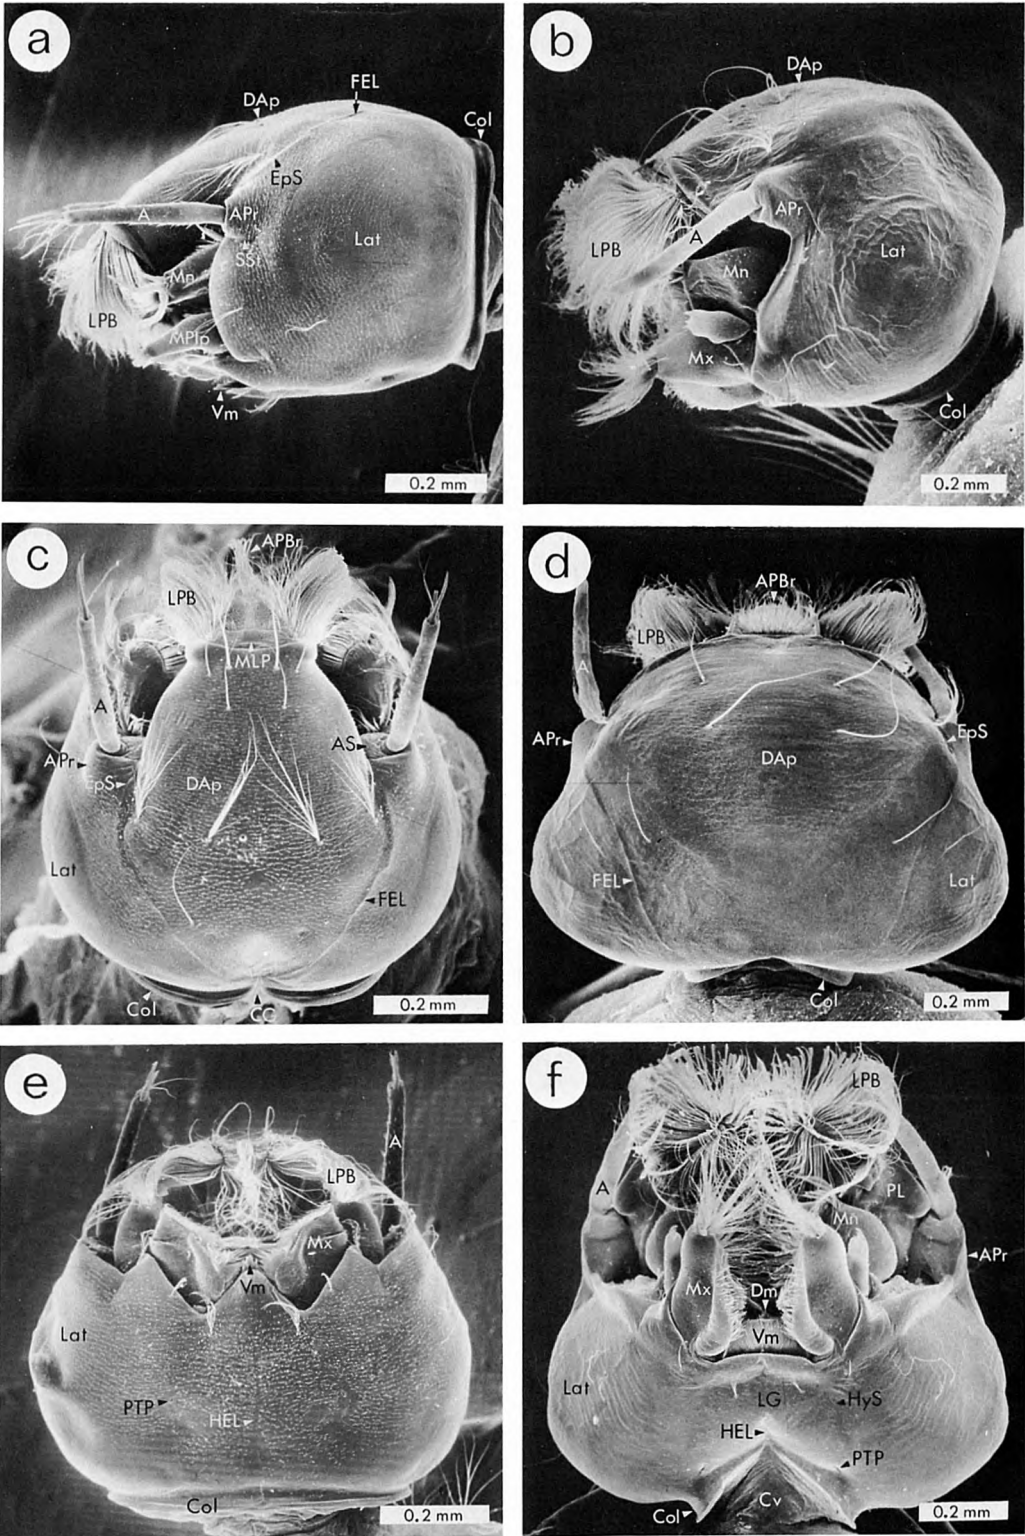 a
FEL
DAp
Col
EpS
A
APr
Lat
SSt
Mn
LPB
MPlp
Vm
0.2 mm
b
DAp
APr
LPB
A
Lat
Mn
Mx
Col
0.2 mm
c
APBr
LPB
MLP
A
AS
APr
EpS
DAp
Lat
FEL
Col
CC
0.2 mm
d
APBr
LPB
A
APr
EpS
DAp
FEL
Lat
Col
0.2 mm
e
A
LPB
Mx
Vm
Lat
PTP
HEL
Col
0.2 mm
f
LPB
A
PL
Mn
APr
Mx
Dm
Vm
Lat
LG
HyS
HEL
PTP
Cv
Col
0.2 mm